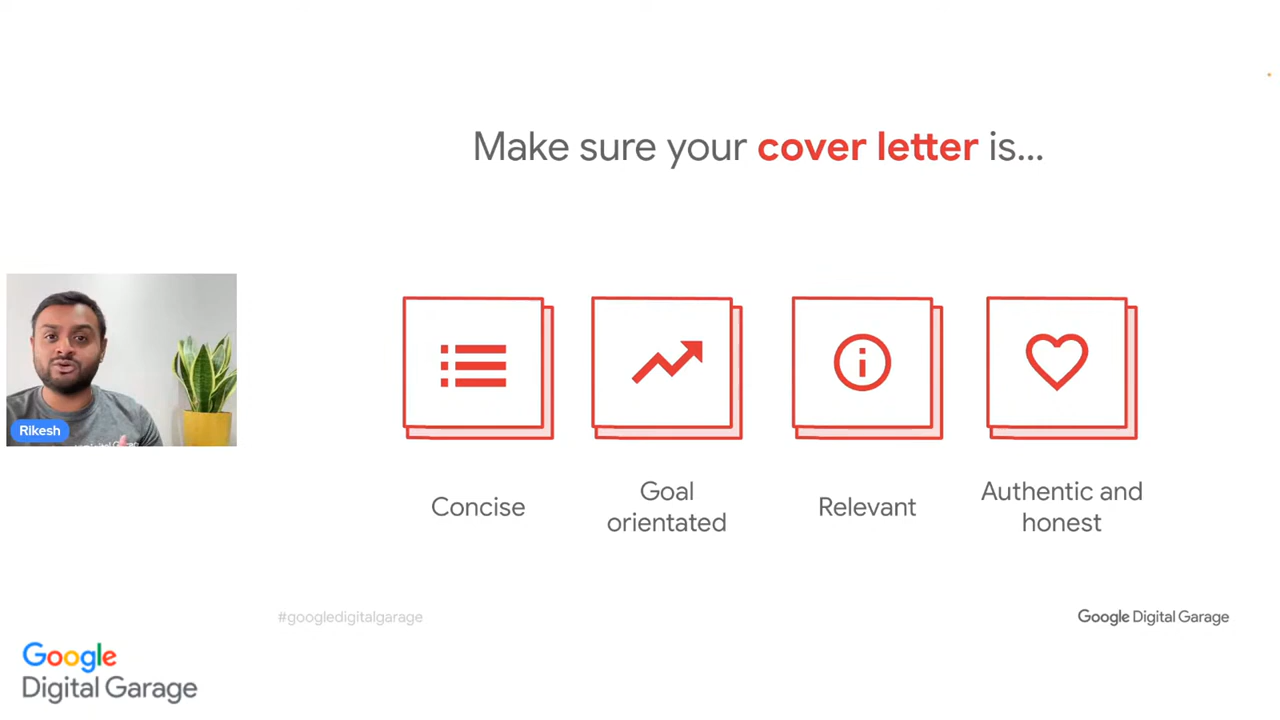 Make sure your cover letter is...
Rikesh
Concise
Goal
orientated
Relevant
Authentic and
honest
#googledigitalgarage
Google Digital Garage
Google
Digital Garage